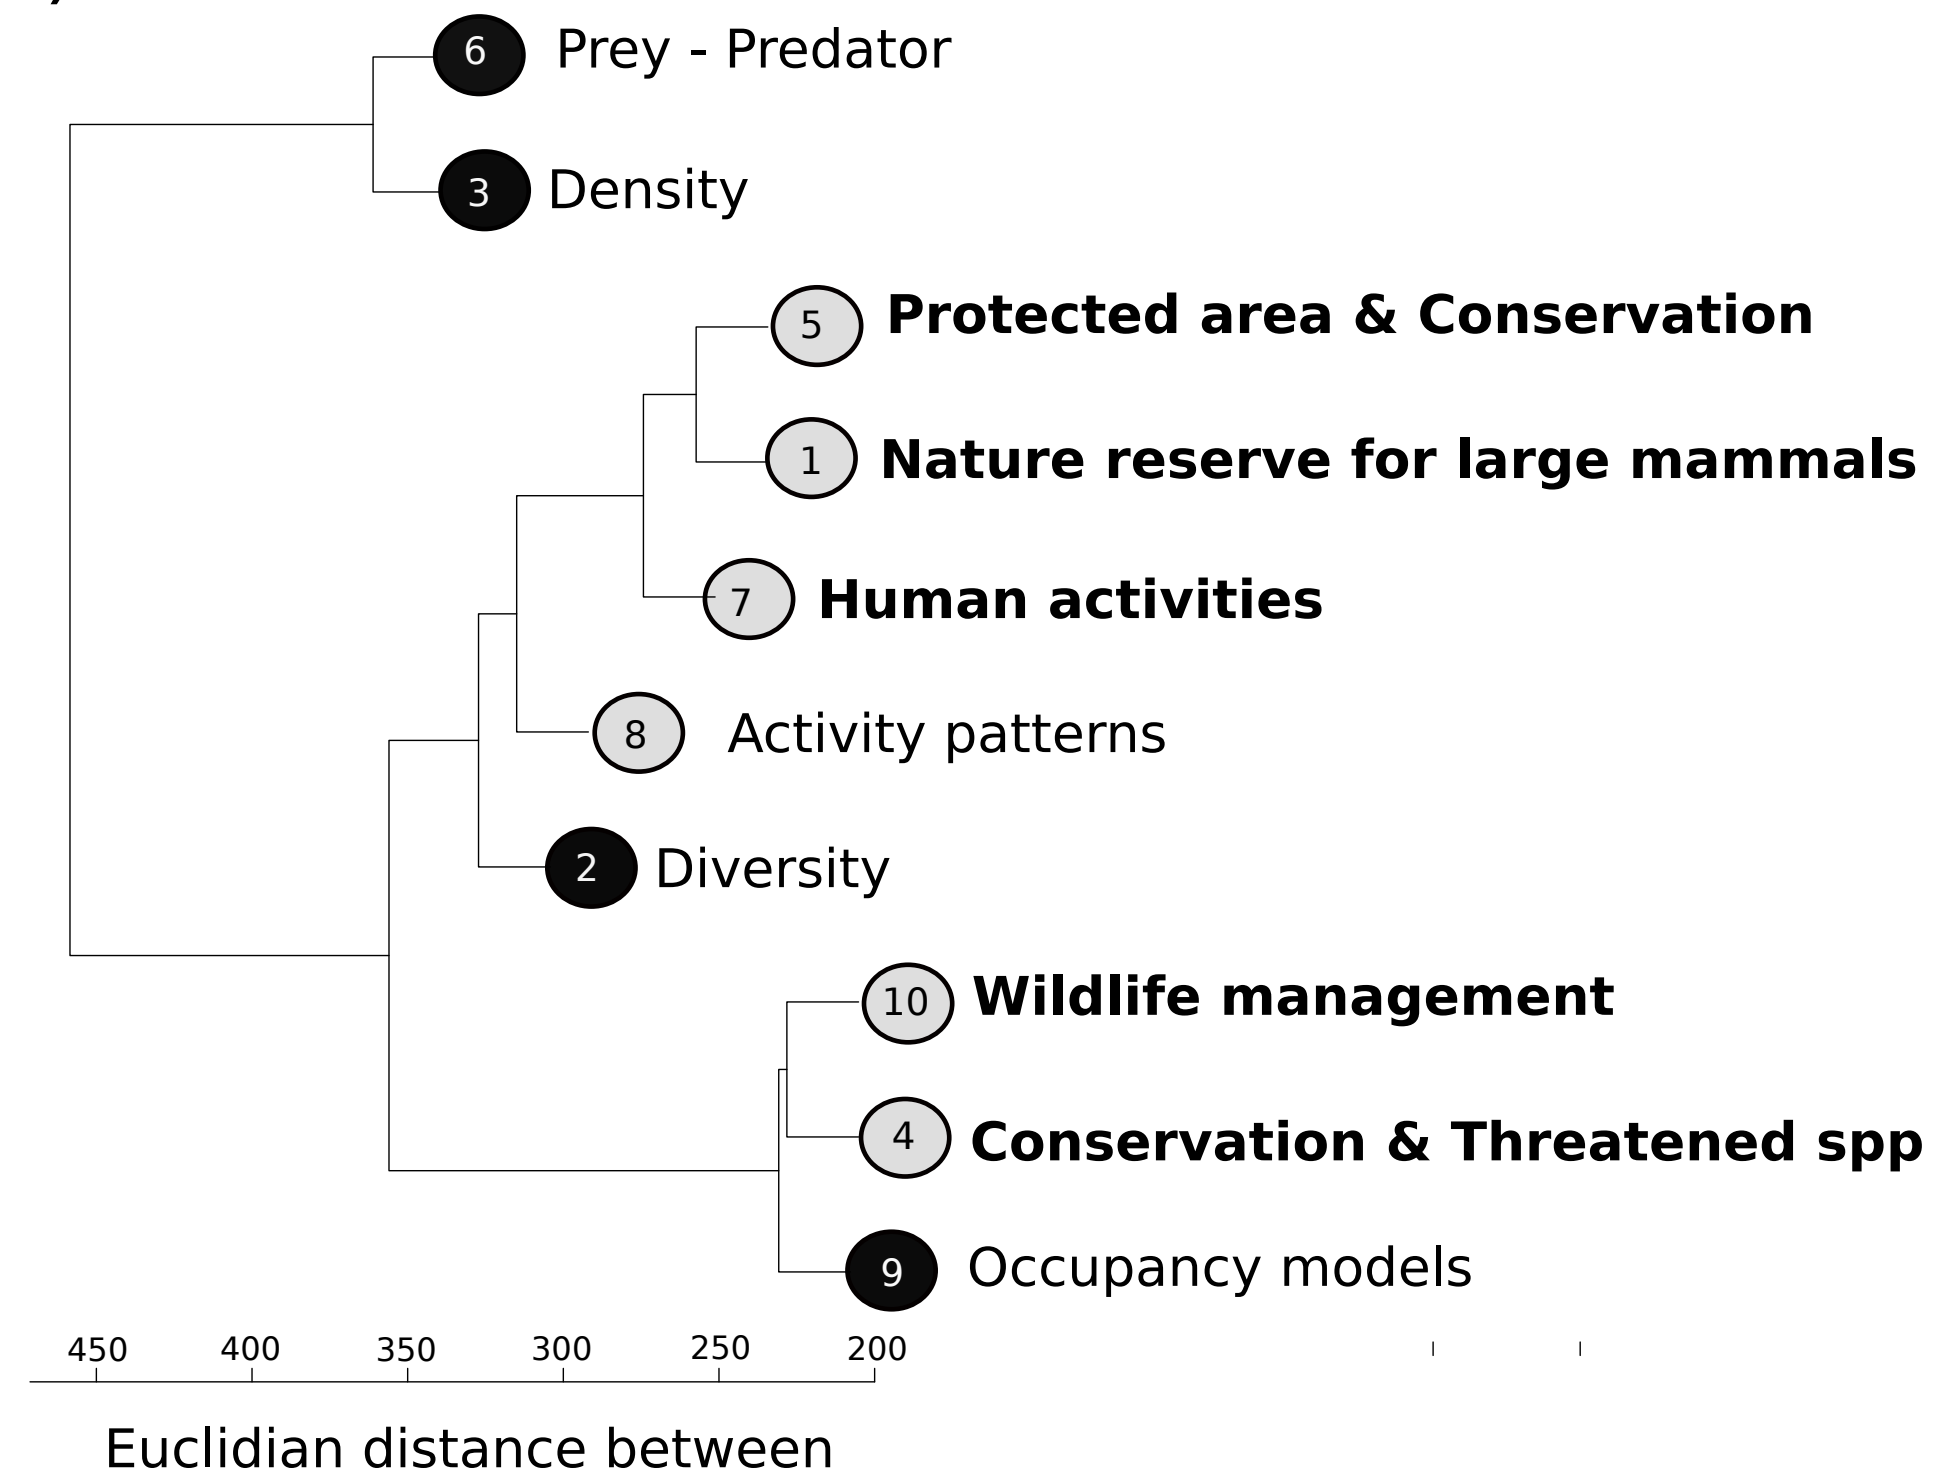 6 Prey - Predator
3 Density
5 Protected area & Conservation
1 Nature reserve for large mammals
7 Human activities
8 Activity patterns
2 Diversity
10 Wildlife management
4 Conservation & Threatened spp
9 Occupancy models
450 400 350 300 250 200
Euclidian distance between